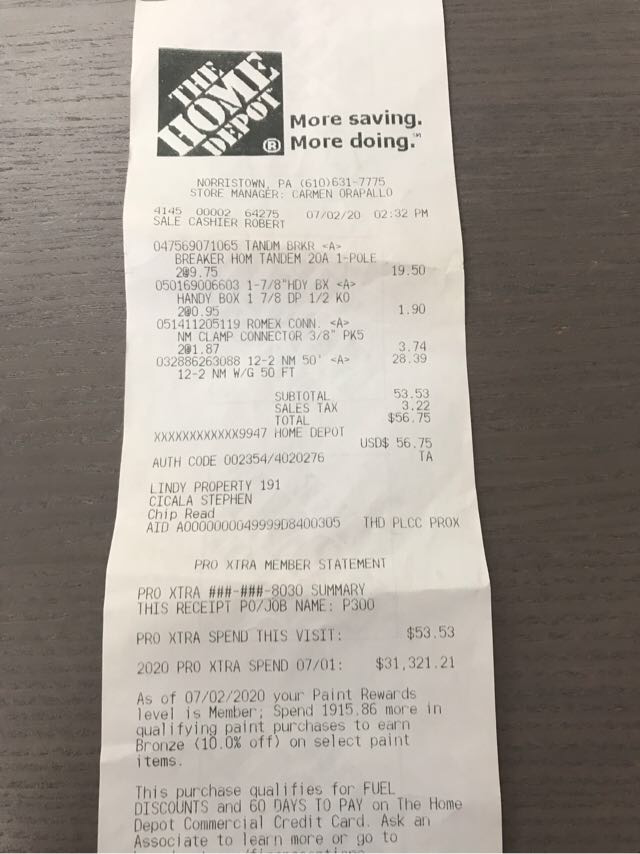 THE
HOME
DEPOT
®
More saving.
More doing.℠
NORRISTOWN, PA (610)631-7775
STORE MANAGER: CARMEN ORAPALLO
4145 00002 64275 07/02/20 02:32 PM
SALE CASHIER ROBERT
047569071065 TANDM BRKR <A>
BREAKER HOM TANDEM 20A 1-POLE
2@9.75 19.50
050169006603 1-7/8"HDY BX <A>
HANDY BOX 1 7/8 DP 1/2 KO
2@0.95 1.90
051411205119 ROMEX CONN. <A>
NM CLAMP CONNECTOR 3/8" PK5
2@1.87 3.74
032886263088 12-2 NM 50' <A> 28.39
12-2 NM W/G 50 FT
SUBTOTAL 53.53
SALES TAX 3.22
TOTAL $56.75
XXXXXXXXXXXX9947 HOME DEPOT
USD$ 56.75
AUTH CODE 002354/4020276 TA
LINDY PROPERTY 191
CICALA STEPHEN
Chip Read
AID A0000000049999D8400305 THD PLCC PROX
PRO XTRA MEMBER STATEMENT
PRO XTRA ###-###-8030 SUMMARY
THIS RECEIPT PO/JOB NAME: P300
PRO XTRA SPEND THIS VISIT: $53.53
2020 PRO XTRA SPEND 07/01: $31,321.21
As of 07/02/2020 your Paint Rewards
level is Member; Spend 1915.86 more in
qualifying paint purchases to earn
Bronze (10.0% off) on select paint
items.
This purchase qualifies for FUEL
DISCOUNTS and 60 DAYS TO PAY on The Home
Depot Commercial Credit Card. Ask an
Associate to learn more or go to